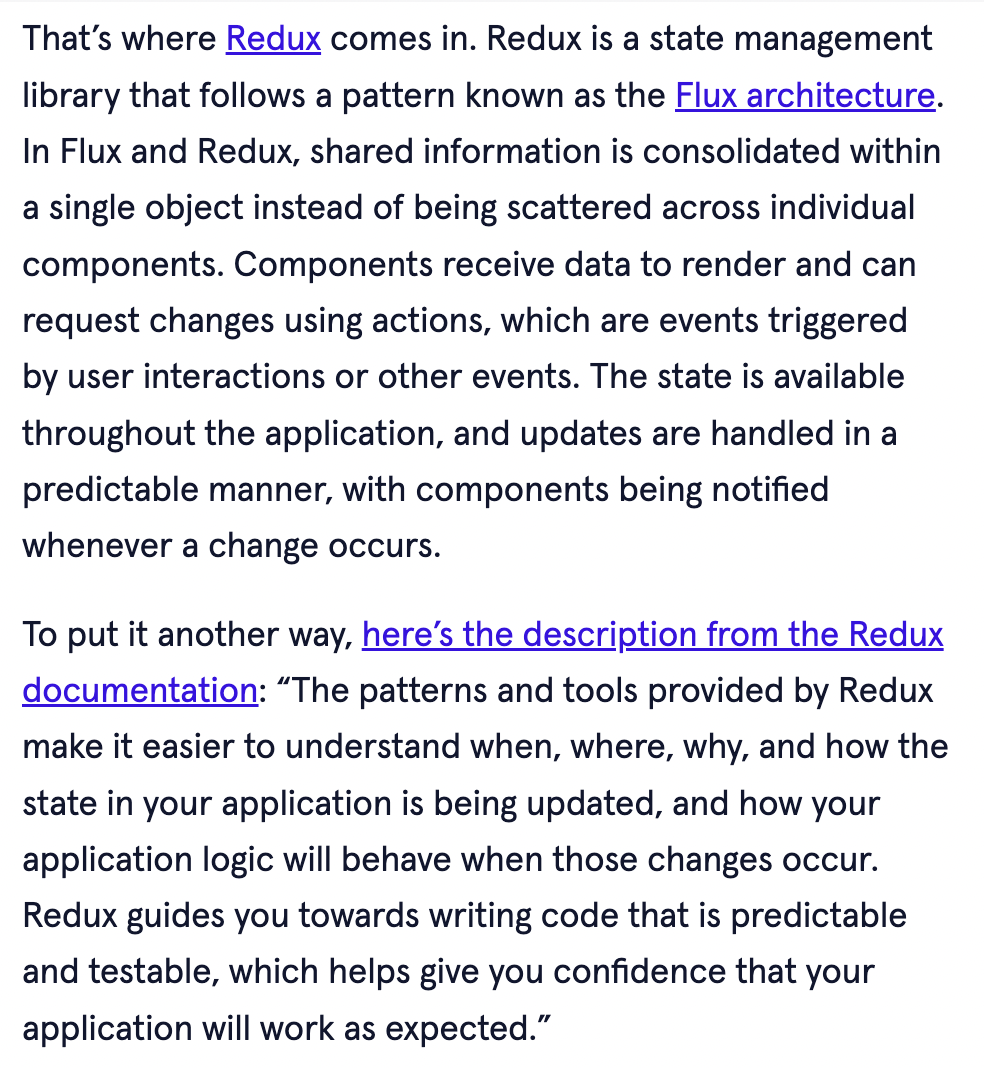 That’s where Redux comes in. Redux is a state management
library that follows a pattern known as the Flux architecture.
In Flux and Redux, shared information is consolidated within
a single object instead of being scattered across individual
components. Components receive data to render and can
request changes using actions, which are events triggered
by user interactions or other events. The state is available
throughout the application, and updates are handled in a
predictable manner, with components being notified
whenever a change occurs.
To put it another way, here’s the description from the Redux
documentation: “The patterns and tools provided by Redux
make it easier to understand when, where, why, and how the
state in your application is being updated, and how your
application logic will behave when those changes occur.
Redux guides you towards writing code that is predictable
and testable, which helps give you confidence that your
application will work as expected.”